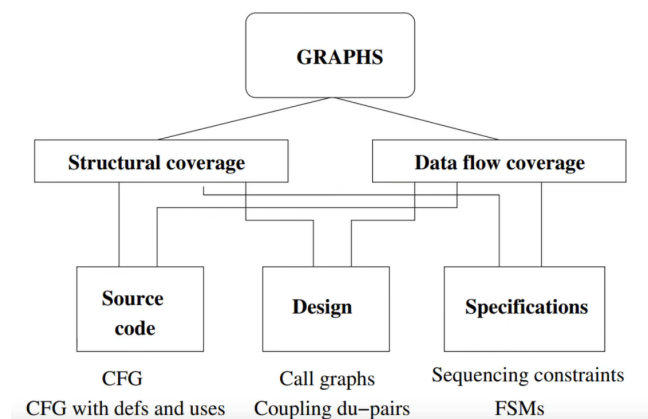 GRAPHS
Structural coverage
Data flow coverage
Source
code
Design
Specifications
CFG
CFG with defs and uses
Call graphs
Coupling du−pairs
Sequencing constraints
FSMs